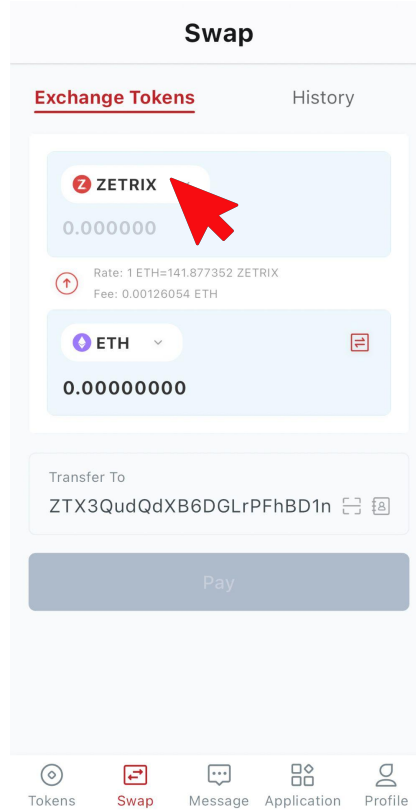 Swap
Exchange Tokens History
ZETRIX
0.000000
Rate: 1 ETH=141.877352 ZETRIX
Fee: 0.00126054 ETH
ETH
0.00000000
Transfer To
ZTX3QudQdXB6DGLrPFhBD1n
Pay
Tokens Swap Message Application Profile